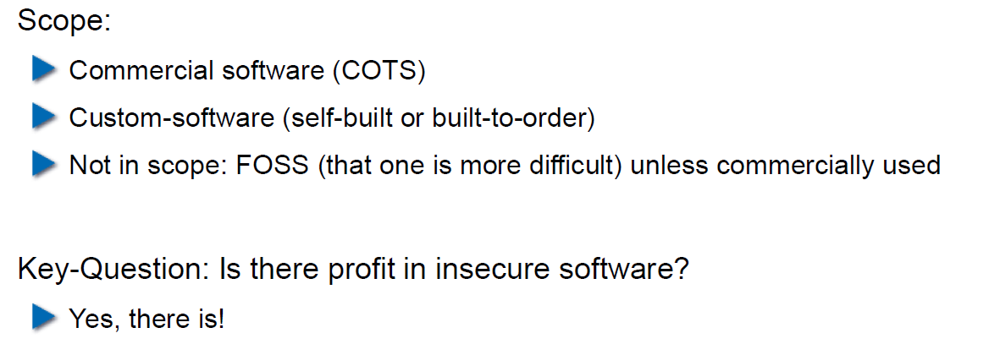 Scope:
Commercial software (COTS)
Custom-software (self-built or built-to-order)
Not in scope: FOSS (that one is more difficult) unless commercially used
Key-Question: Is there profit in insecure software?
Yes, there is!